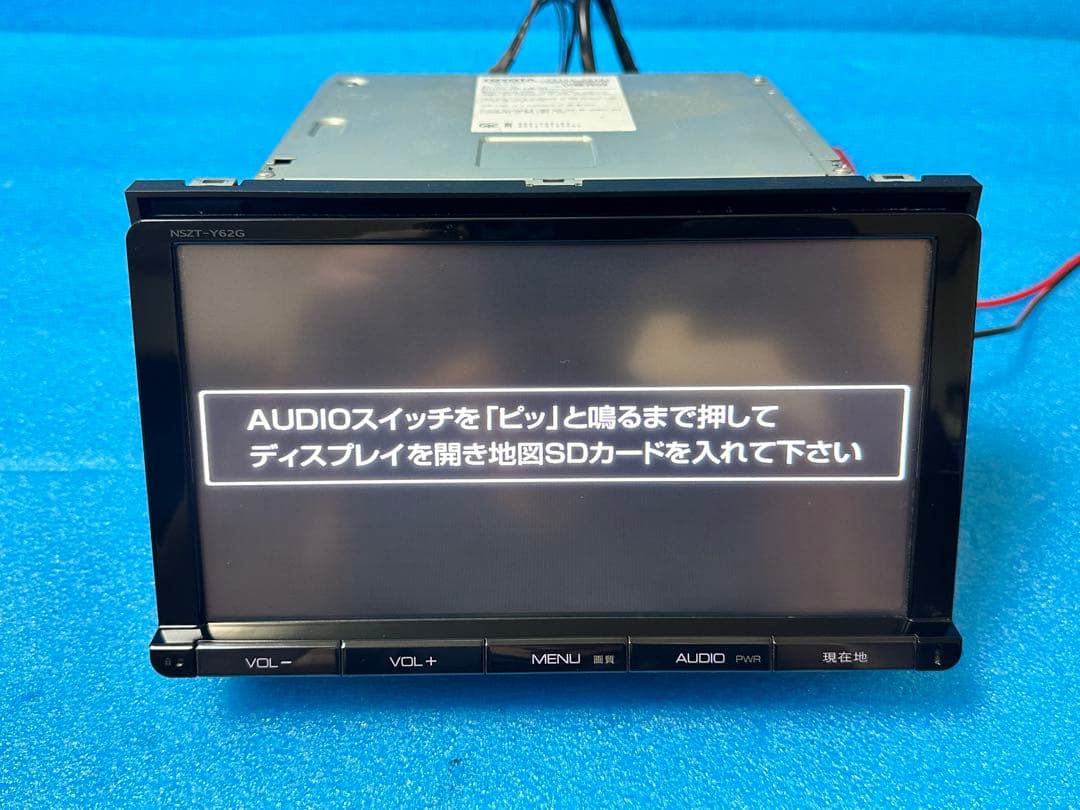 TOYOTA
NSZT-Y62G
AUDIOスイッチを「ピッ」と鳴るまで押して
ディスプレイを開き地図SDカードを入れて下さい
VOL-
VOL+
MENU 画質
AUDIO PWR
現在地